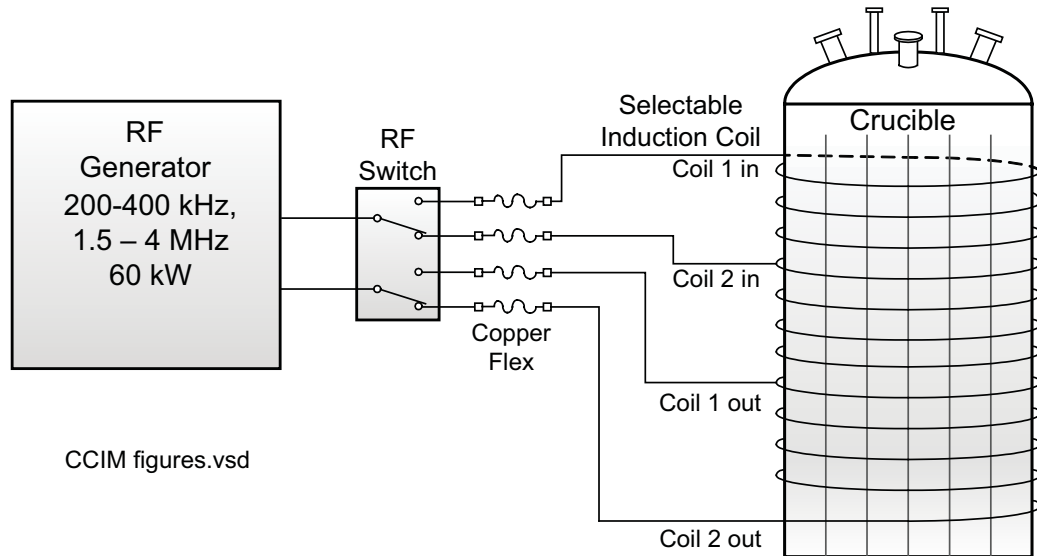 RF
Generator
200-400 kHz,
1.5 – 4 MHz
60 kW
RF
Switch
Copper
Flex
Selectable
Induction Coil
Coil 1 in
Coil 2 in
Coil 1 out
Coil 2 out
Crucible
CCIM figures.vsd